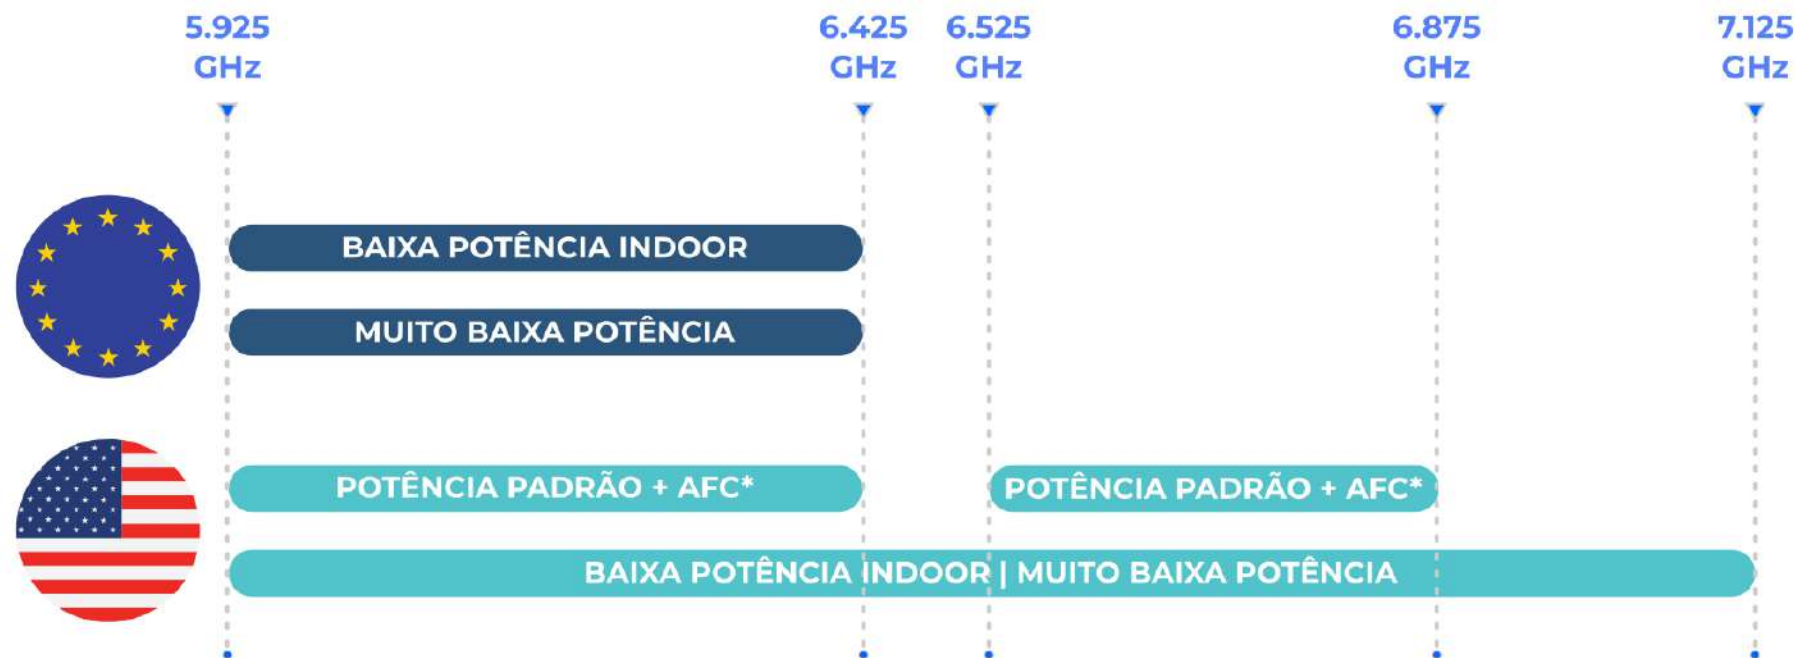 5.925 GHz
6.425 GHz
6.525 GHz
6.875 GHz
7.125 GHz
BAIXA POTÊNCIA INDOOR
MUITO BAIXA POTÊNCIA
POTÊNCIA PADRÃO + AFC*
POTÊNCIA PADRÃO + AFC*
BAIXA POTÊNCIA INDOOR | MUITO BAIXA POTÊNCIA